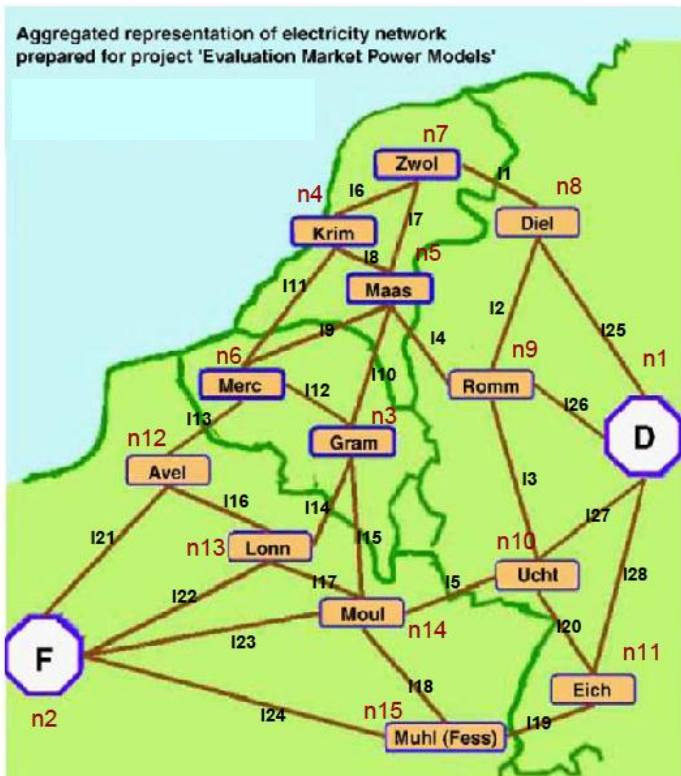 Aggregated representation of electricity network
prepared for project 'Evaluation Market Power Models'
n7
Zwol
l1
n8
n4
l6
Krim
l7
Diel
l8
n5
l11
Maas
l2
l25
l9
l4
n1
n6
l10
n9
Merc
l12
Romm
l26
l13
n3
D
n12
Gram
Avel
l3
l16
l14
l27
l21
n13
Lonn
l15
n10
l22
l17
l5
Ucht
l28
Moul
l20
F
l23
n14
n11
l18
Eich
n2
l24
n15
l19
Muhl (Fess)